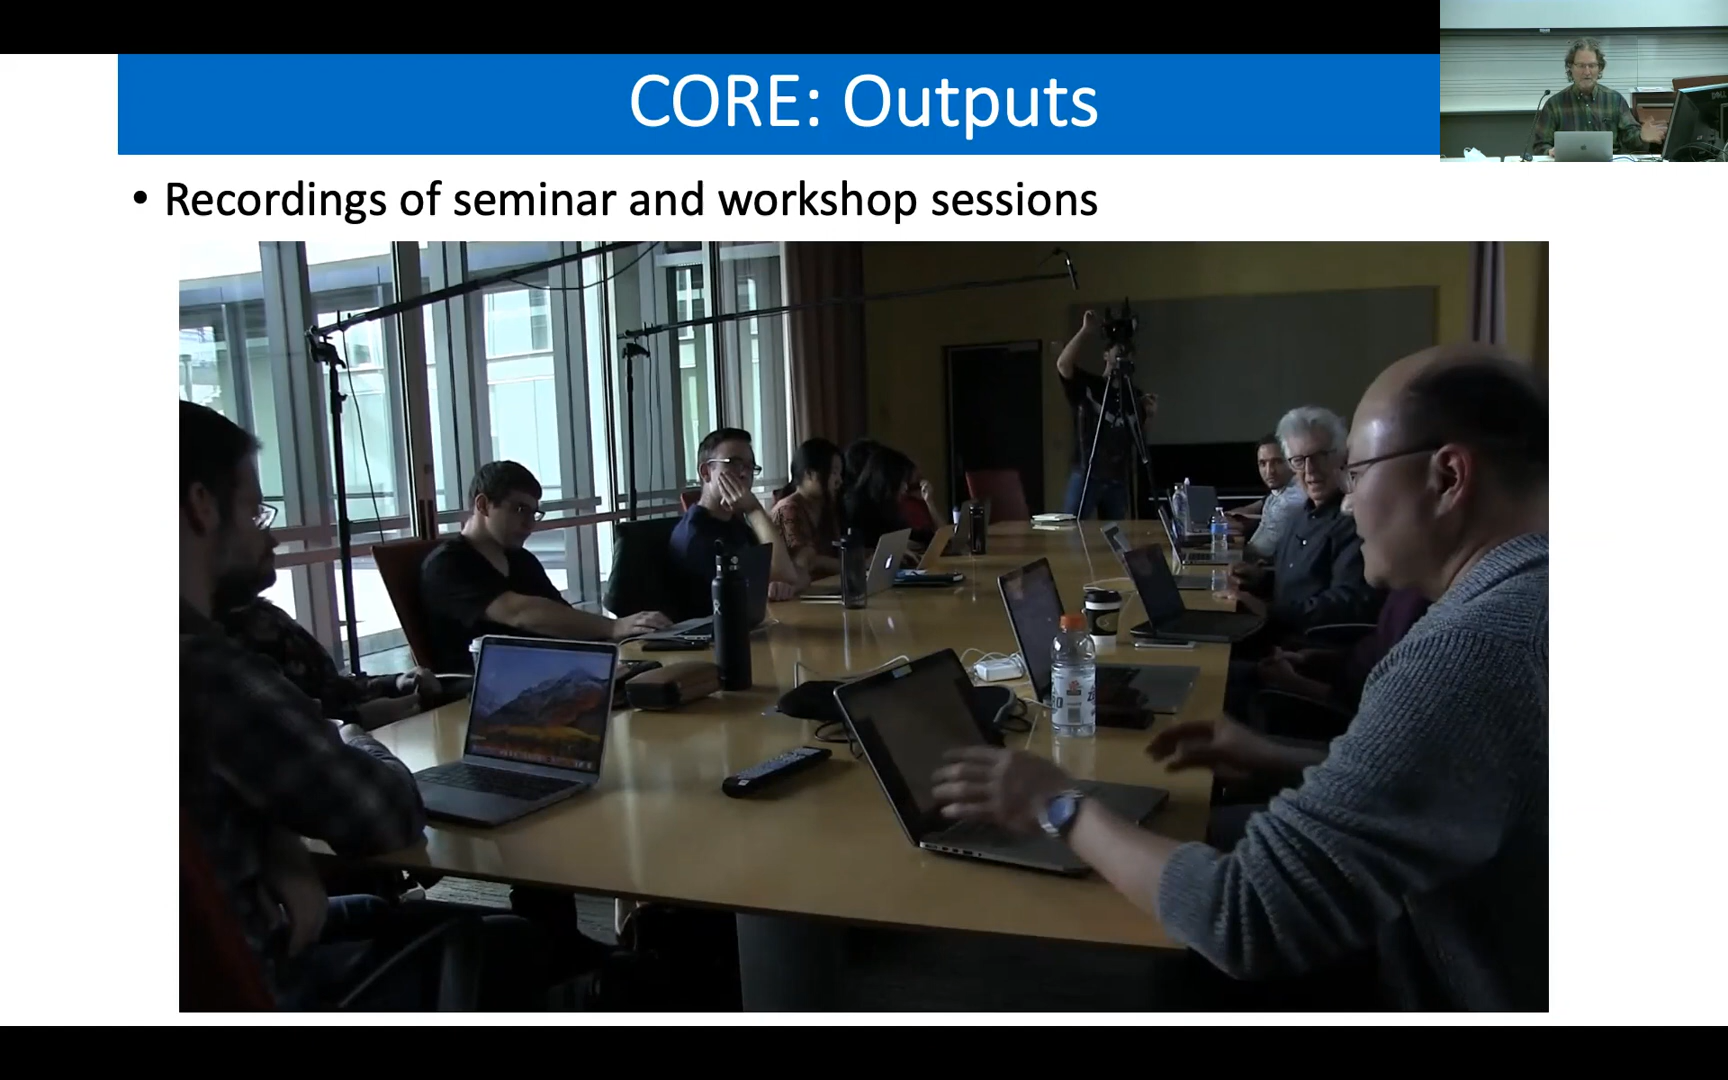 CORE: Outputs
• Recordings of seminar and workshop sessions